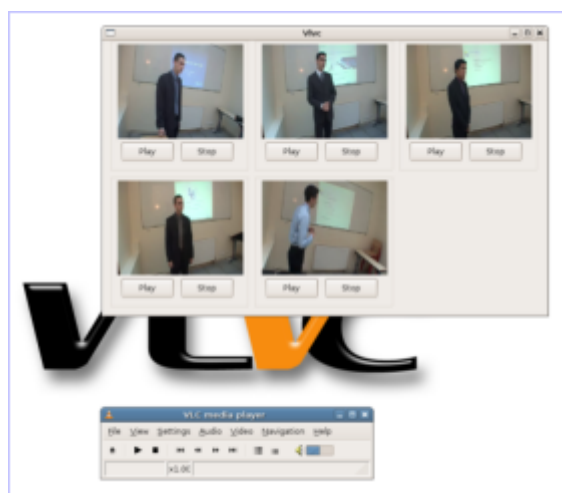 Vlvc
Play Stop Play Stop Play Stop
Play Stop Play Stop
VLVC
VLC media player
File View Settings Audio Video Navigation Help
x1.00